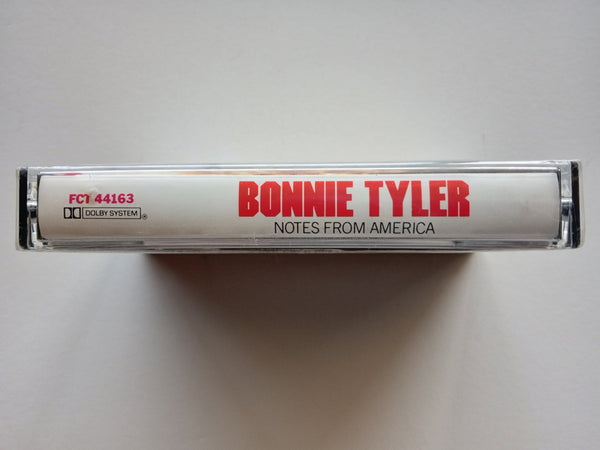 FCT 44163
DOLBY SYSTEM ®
BONNIE TYLER
NOTES FROM AMERICA